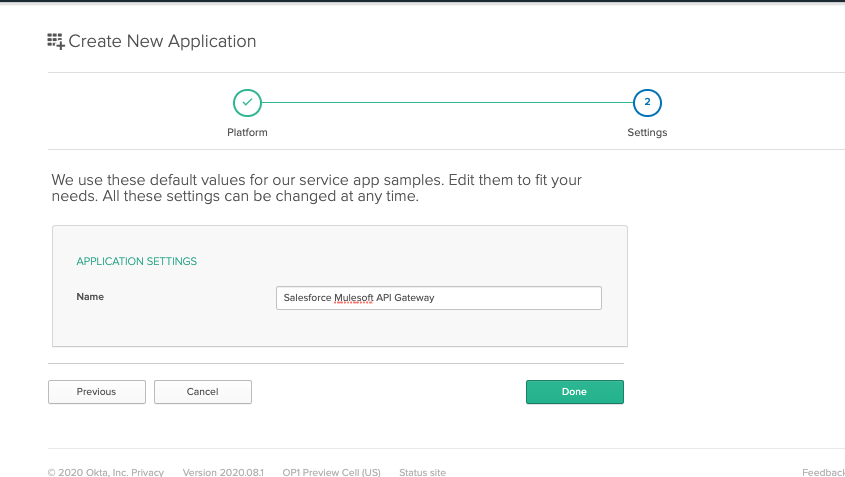 Create New Application
2
Platform
Settings
We use these default values for our service app samples. Edit them to fit your
needs. All these settings can be changed at any time.
APPLICATION SETTINGS
Name
Salesforce Mulesoft API Gateway
Previous
Cancel
Done
© 2020 Okta, Inc. Privacy Version 2020.08.1 OP1 Preview Cell (US) Status site Feedback